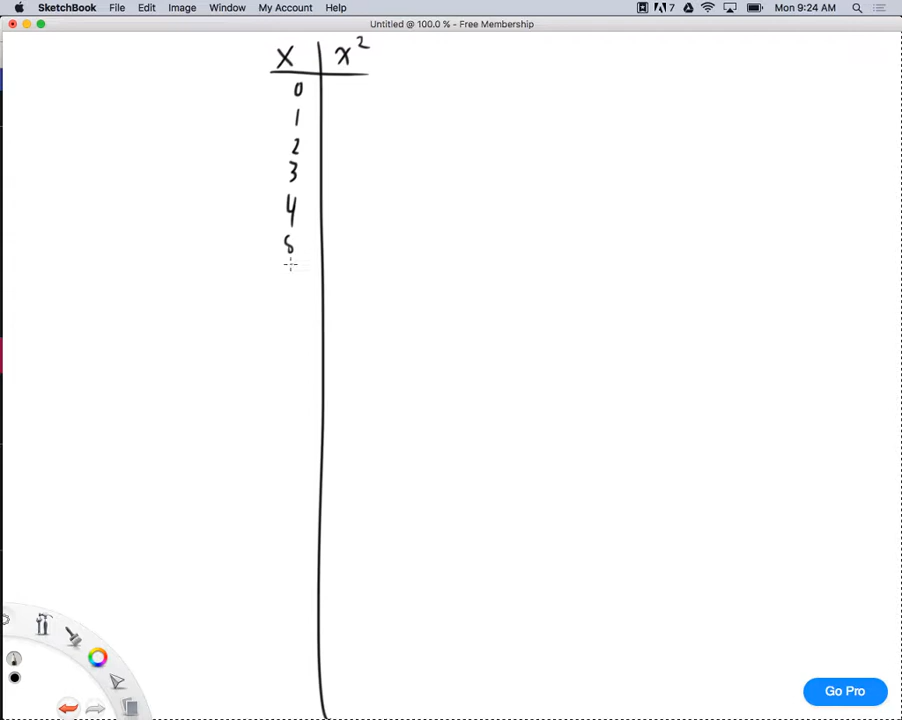 SketchBook File Edit Image Window My Account Help 7 Mon 9:24 AM
Untitled @ 100.0 % - Free Membership
X x²
0
1
2
3
4
5
Go Pro